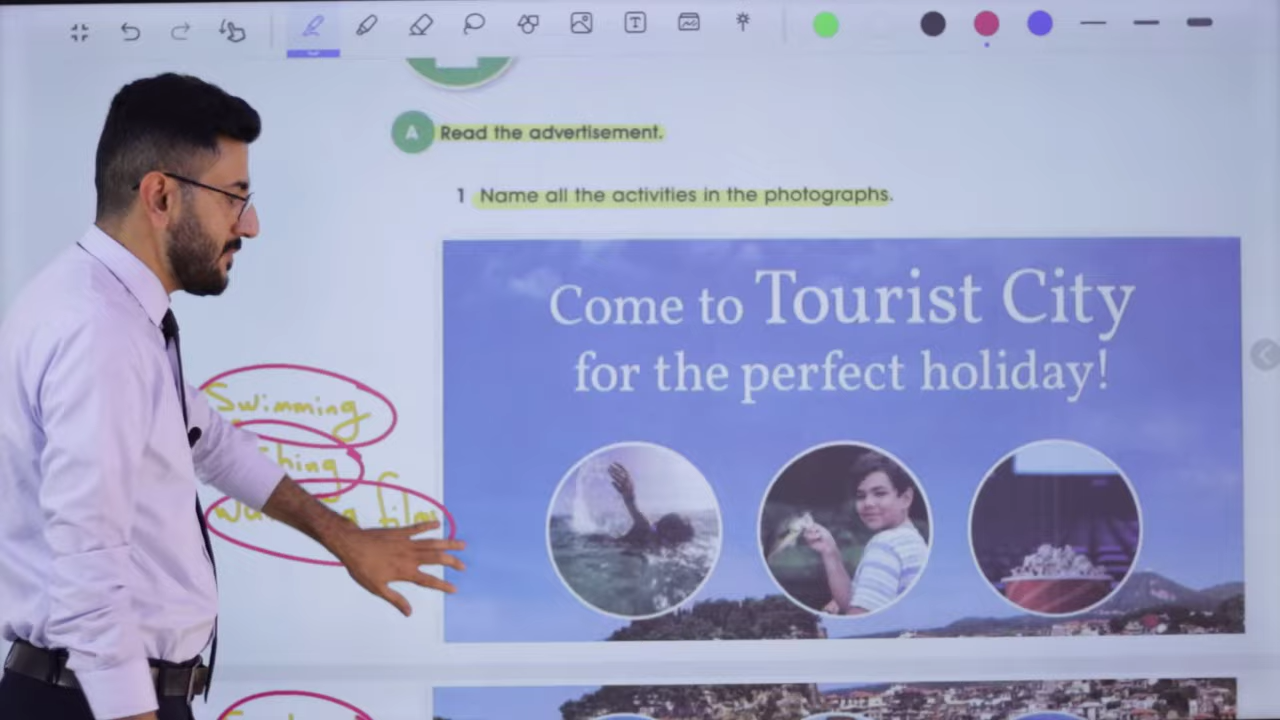 A Read the advertisement.
1 Name all the activities in the photographs.
Come to Tourist City
for the perfect holiday!
Swimming